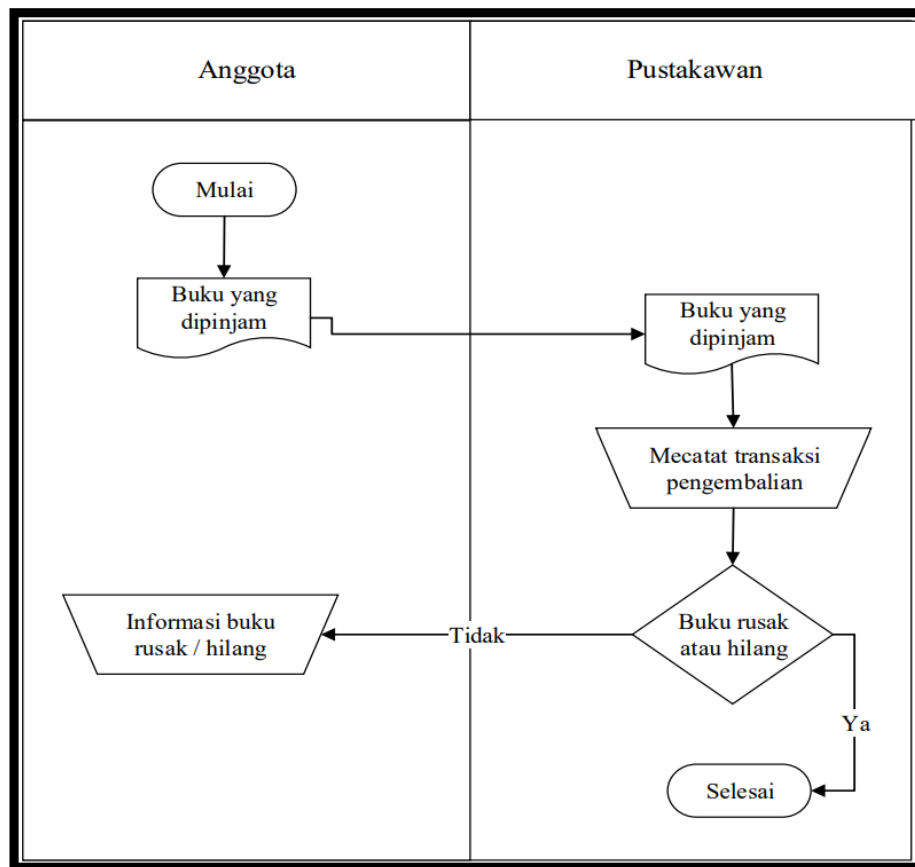 Anggota
Pustakawan
Mulai
Buku yang
dipinjam
Buku yang
dipinjam
Mecatat transaksi
pengembalian
Informasi buku
rusak / hilang
Tidak
Buku rusak
atau hilang
Ya
Selesai